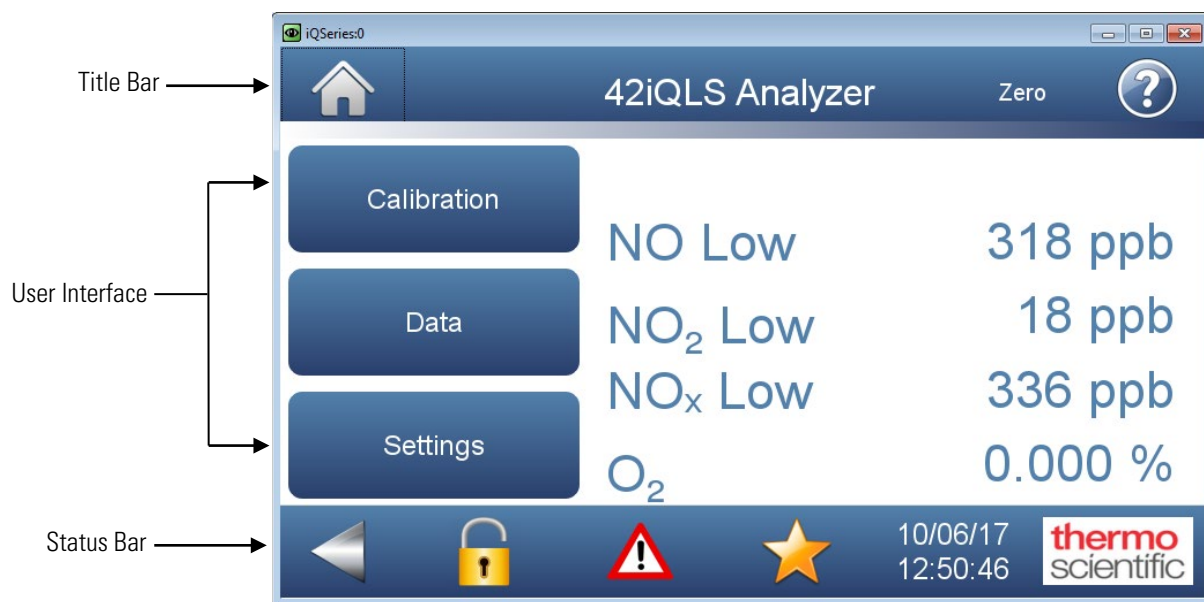 iQSeries:0
Title Bar
42iQLS Analyzer
Zero
?
User Interface
Calibration
Data
Settings
NO Low 318 ppb
NO₂ Low 18 ppb
NOₓ Low 336 ppb
O₂ 0.000 %
Status Bar
!
10/06/17
12:50:46
thermo
scientific